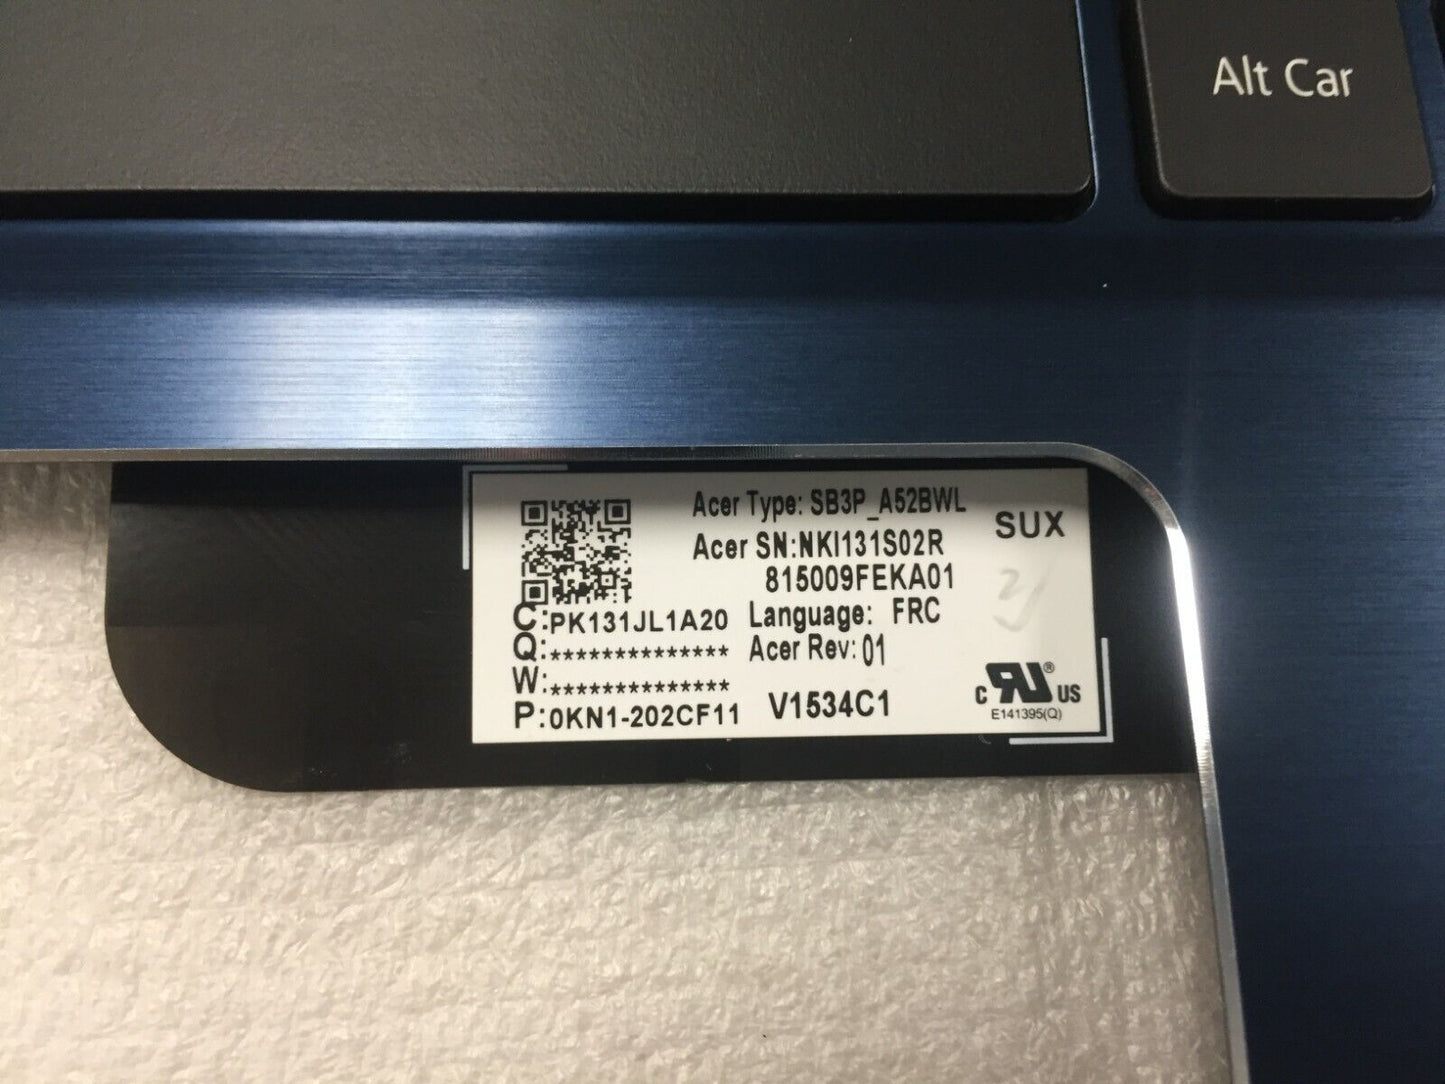 Alt Car
Acer Type: SB3P_A52BWL
SUX
Acer SN:NKI131S02R
815009FEKA01
C:PK131JL1A20
Language: FRC
Q:**************
Acer Rev: 01
W:**************
P:0KN1-202CF11
V1534C1
C RU ® US
E141395(Q)